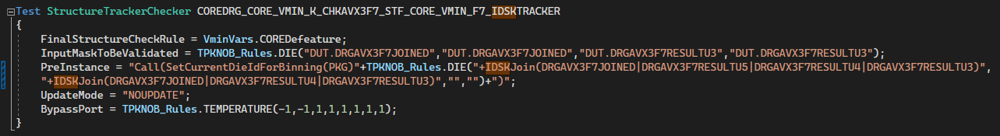 Test StructureTrackerChecker COREDRG_CORE_VMIN_K_CHKAVX3F7_STF_CORE_VMIN_F7_IDSKTRACKER
{
FinalStructureCheckRule = VminVars.COREDefeature;
InputMaskToBeValidated = TPKNOB_Rules.DIE("DUT.DRGAVX3F7JOINED","DUT.DRGAVX3F7JOINED","DUT.DRGAVX3F7RESULTU3","DUT.DRGAVX3F7RESULTU3");
PreInstance = "Call(SetCurrentDieIdForBinning(PKG)"+TPKNOB_Rules.DIE("+IDSKJoin(DRGAVX3F7JOINED|DRGAVX3F7RESULTU5|DRGAVX3F7RESULTU4|DRGAVX3F7RESULTU3)",
"+IDSKJoin(DRGAVX3F7JOINED|DRGAVX3F7RESULTU4|DRGAVX3F7RESULTU3)","","")+")";
UpdateMode = "NOUPDATE";
BypassPort = TPKNOB_Rules.TEMPERATURE(-1,-1,1,1,1,1,1,1);
}